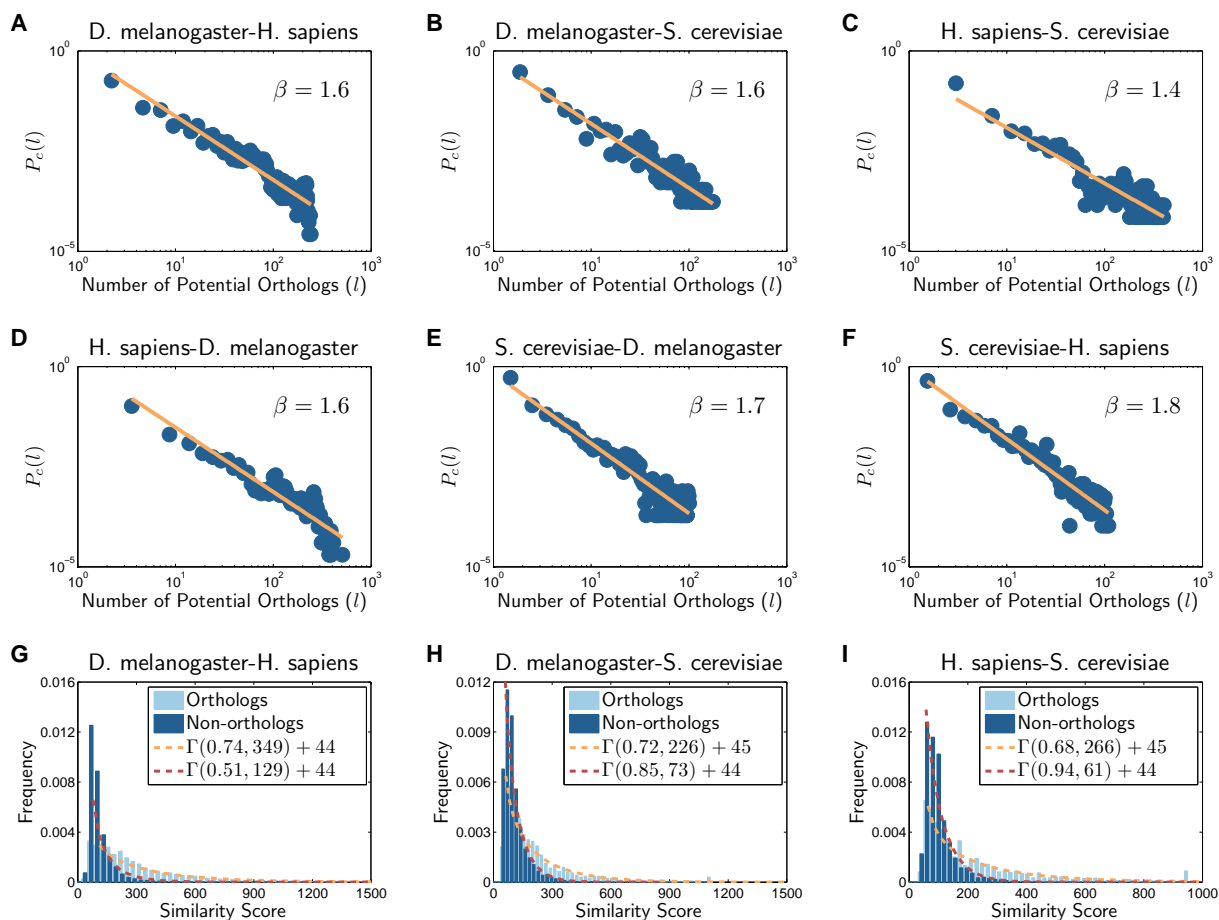 A
D. melanogaster-H. sapiens
10^0
β = 1.6
P_c(l)
10^-5
10^0 10^1 10^2 10^3
Number of Potential Orthologs (l)
B
D. melanogaster-S. cerevisiae
10^0
β = 1.6
P_c(l)
10^-5
10^0 10^1 10^2 10^3
Number of Potential Orthologs (l)
C
H. sapiens-S. cerevisiae
10^0
β = 1.4
P_c(l)
10^-5
10^0 10^1 10^2 10^3
Number of Potential Orthologs (l)
D
H. sapiens-D. melanogaster
10^0
β = 1.6
P_c(l)
10^-5
10^0 10^1 10^2 10^3
Number of Potential Orthologs (l)
E
S. cerevisiae-D. melanogaster
10^0
β = 1.7
P_c(l)
10^-5
10^0 10^1 10^2 10^3
Number of Potential Orthologs (l)
F
S. cerevisiae-H. sapiens
10^0
β = 1.8
P_c(l)
10^-5
10^0 10^1 10^2 10^3
Number of Potential Orthologs (l)
G
D. melanogaster-H. sapiens
0.016
0.012
0.008
0.004
0
Frequency
Orthologs
Non-orthologs
Γ(0.74, 349) + 44
Γ(0.51, 129) + 44
0 300 600 900 1200 1500
Similarity Score
H
D. melanogaster-S. cerevisiae
0.012
0.009
0.006
0.003
0
Frequency
Orthologs
Non-orthologs
Γ(0.72, 226) + 45
Γ(0.85, 73) + 44
0 300 600 900 1200 1500
Similarity Score
I
H. sapiens-S. cerevisiae
0.016
0.012
0.008
0.004
0
Frequency
Orthologs
Non-orthologs
Γ(0.68, 266) + 45
Γ(0.94, 61) + 44
0 200 400 600 800 1000
Similarity Score